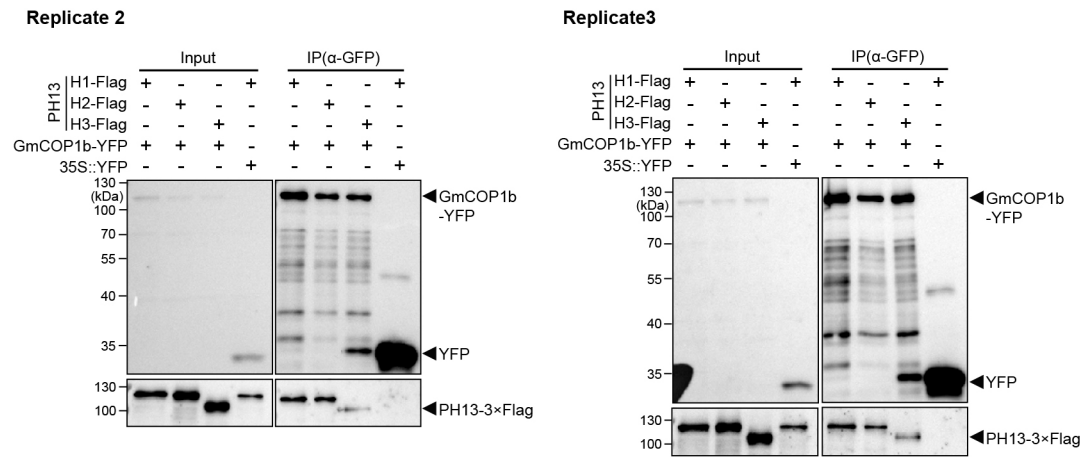 Replicate 2
Input IP(α-GFP)
PH13
H1-Flag + - - + + - - +
H2-Flag - + - - - + - -
H3-Flag - - + - - - + -
GmCOP1b-YFP + + + - + + + -
35S::YFP - - - + - - - +
130
(kDa)
100
70
55
40
35
GmCOP1b
-YFP
YFP
130
100
PH13-3×Flag
Replicate3
Input IP(α-GFP)
PH13
H1-Flag + - - + + - - +
H2-Flag - + - - - + - -
H3-Flag - - + - - - + -
GmCOP1b-YFP + + + - + + + -
35S::YFP - - - + - - - +
130
(kDa)
100
70
55
40
35
GmCOP1b
-YFP
YFP
130
100
PH13-3×Flag